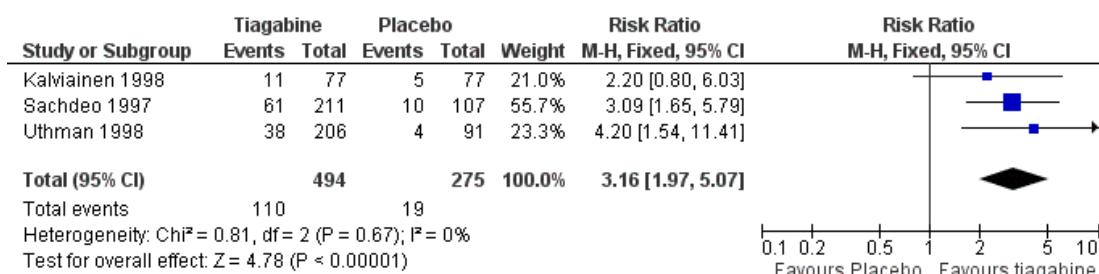 Tiagabine Placebo Risk Ratio Risk Ratio
Study or Subgroup Events Total Events Total Weight M-H, Fixed, 95% CI M-H, Fixed, 95% CI
Kalviainen 1998 11 77 5 77 21.0% 2.20 [0.80, 6.03]
Sachdeo 1997 61 211 10 107 55.7% 3.09 [1.65, 5.79]
Uthman 1998 38 206 4 91 23.3% 4.20 [1.54, 11.41]
Total (95% CI) 494 275 100.0% 3.16 [1.97, 5.07]
Total events 110 19
Heterogeneity: Chi² = 0.81, df = 2 (P = 0.67); I² = 0%
Test for overall effect: Z = 4.78 (P < 0.00001)
0.1 0.2 0.5 1 2 5 10
Favours Placebo Favours tiagabine